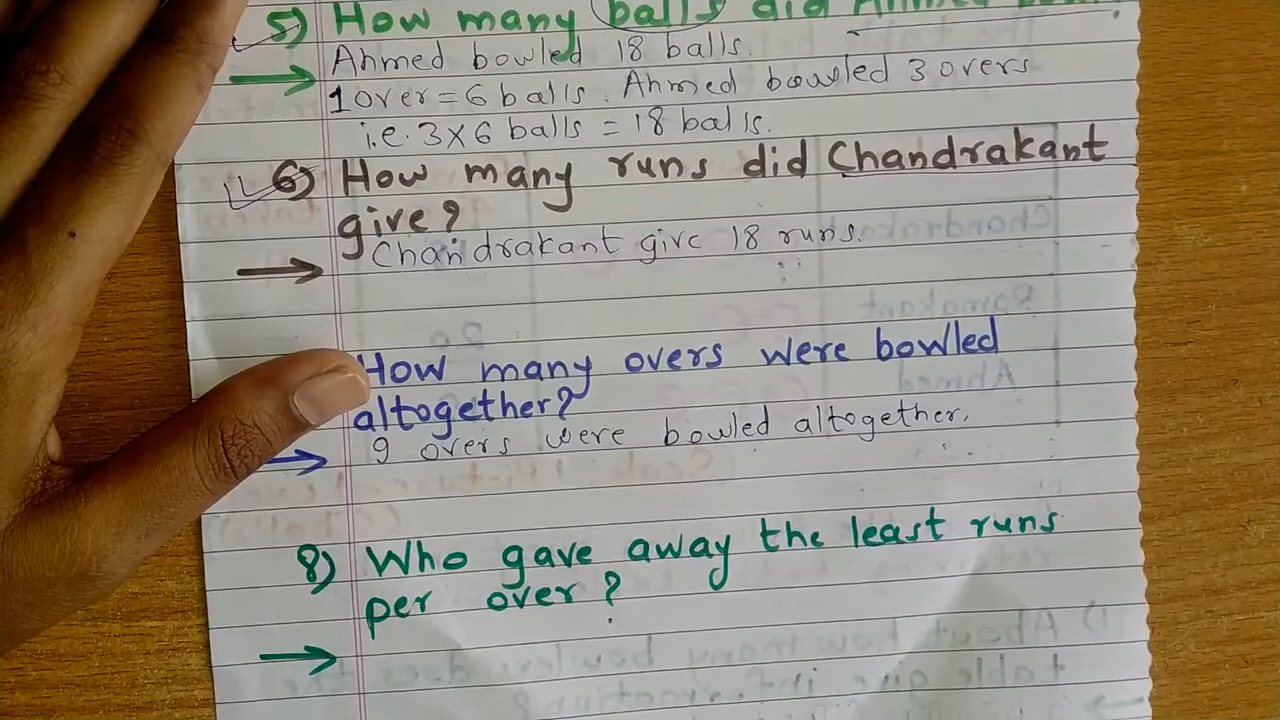 5) How many balls did Ahmed
Ahmed bowled 18 balls.
1 over = 6 balls. Ahmed bowled 3 overs
i.e. 3 × 6 balls = 18 balls.
6) How many runs did Chandrakant
give?
Chandrakant give 18 runs.
How many overs were bowled
altogether?
9 overs were bowled altogether.
8) Who gave away the least runs
per over?